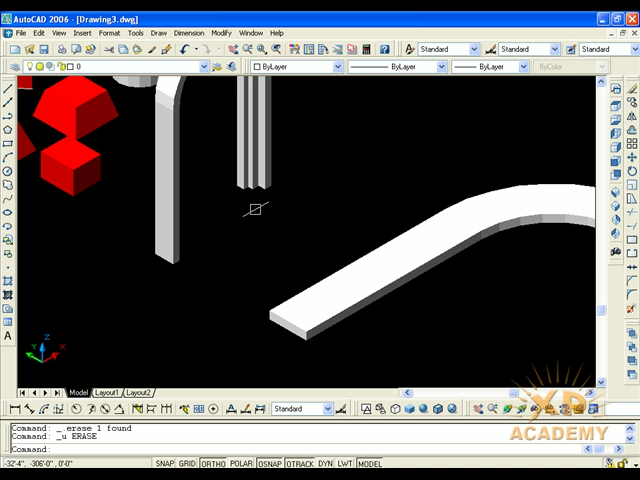 AutoCAD 2006 - [Drawing3.dwg]
File Edit View Insert Format Tools Draw Dimension Modify Window Help
Standard Standard Standard
0 ByLayer ByLayer ByLayer ByColor
Z
Y X
Model Layout1 Layout2
Standard
Command: _.erase 1 found
Command: _u ERASE
Command:
XD
ACADEMY
-32'-4", -306'-0", 0'-0" SNAP GRID ORTHO POLAR OSNAP OTRACK DYN LWT MODEL